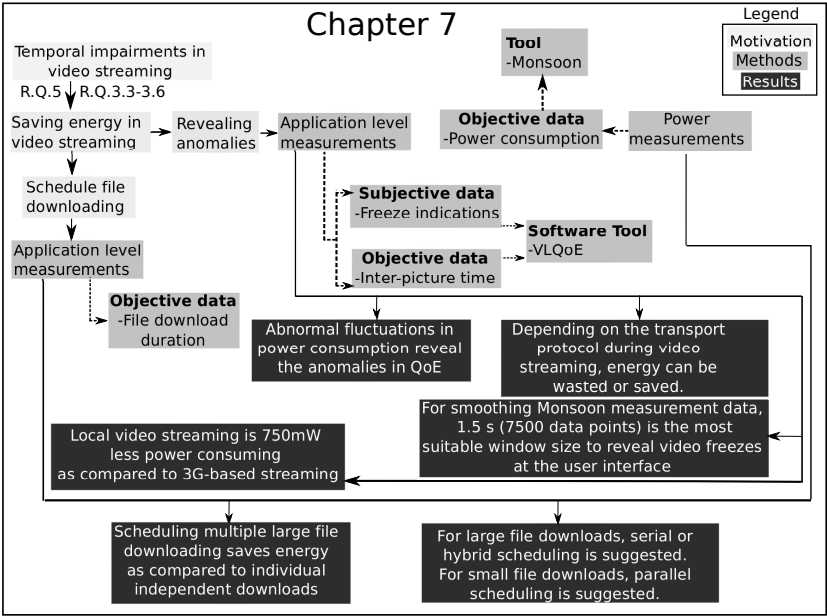 Chapter 7
Legend
Motivation
Methods
Results
Temporal impairments in
video streaming
R.Q.5
R.Q.3.3-3.6
Saving energy in
video streaming
Revealing
anomalies
Application level
measurements
Tool
-Monsoon
Objective data
-Power consumption
Power
measurements
Schedule file
downloading
Subjective data
-Freeze indications
Software Tool
-VLQoE
Objective data
-Inter-picture time
Application level
measurements
Objective data
-File download
duration
Abnormal fluctuations in
power consumption reveal
the anomalies in QoE
Depending on the transport
protocol during video
streaming, energy can be
wasted or saved.
For smoothing Monsoon measurement data,
1.5 s (7500 data points) is the most
suitable window size to reveal video freezes
at the user interface
Local video streaming is 750mW
less power consuming
as compared to 3G-based streaming
Scheduling multiple large file
downloading saves energy
as compared to individual
independent downloads
For large file downloads, serial or
hybrid scheduling is suggested.
For small file downloads, parallel
scheduling is suggested.